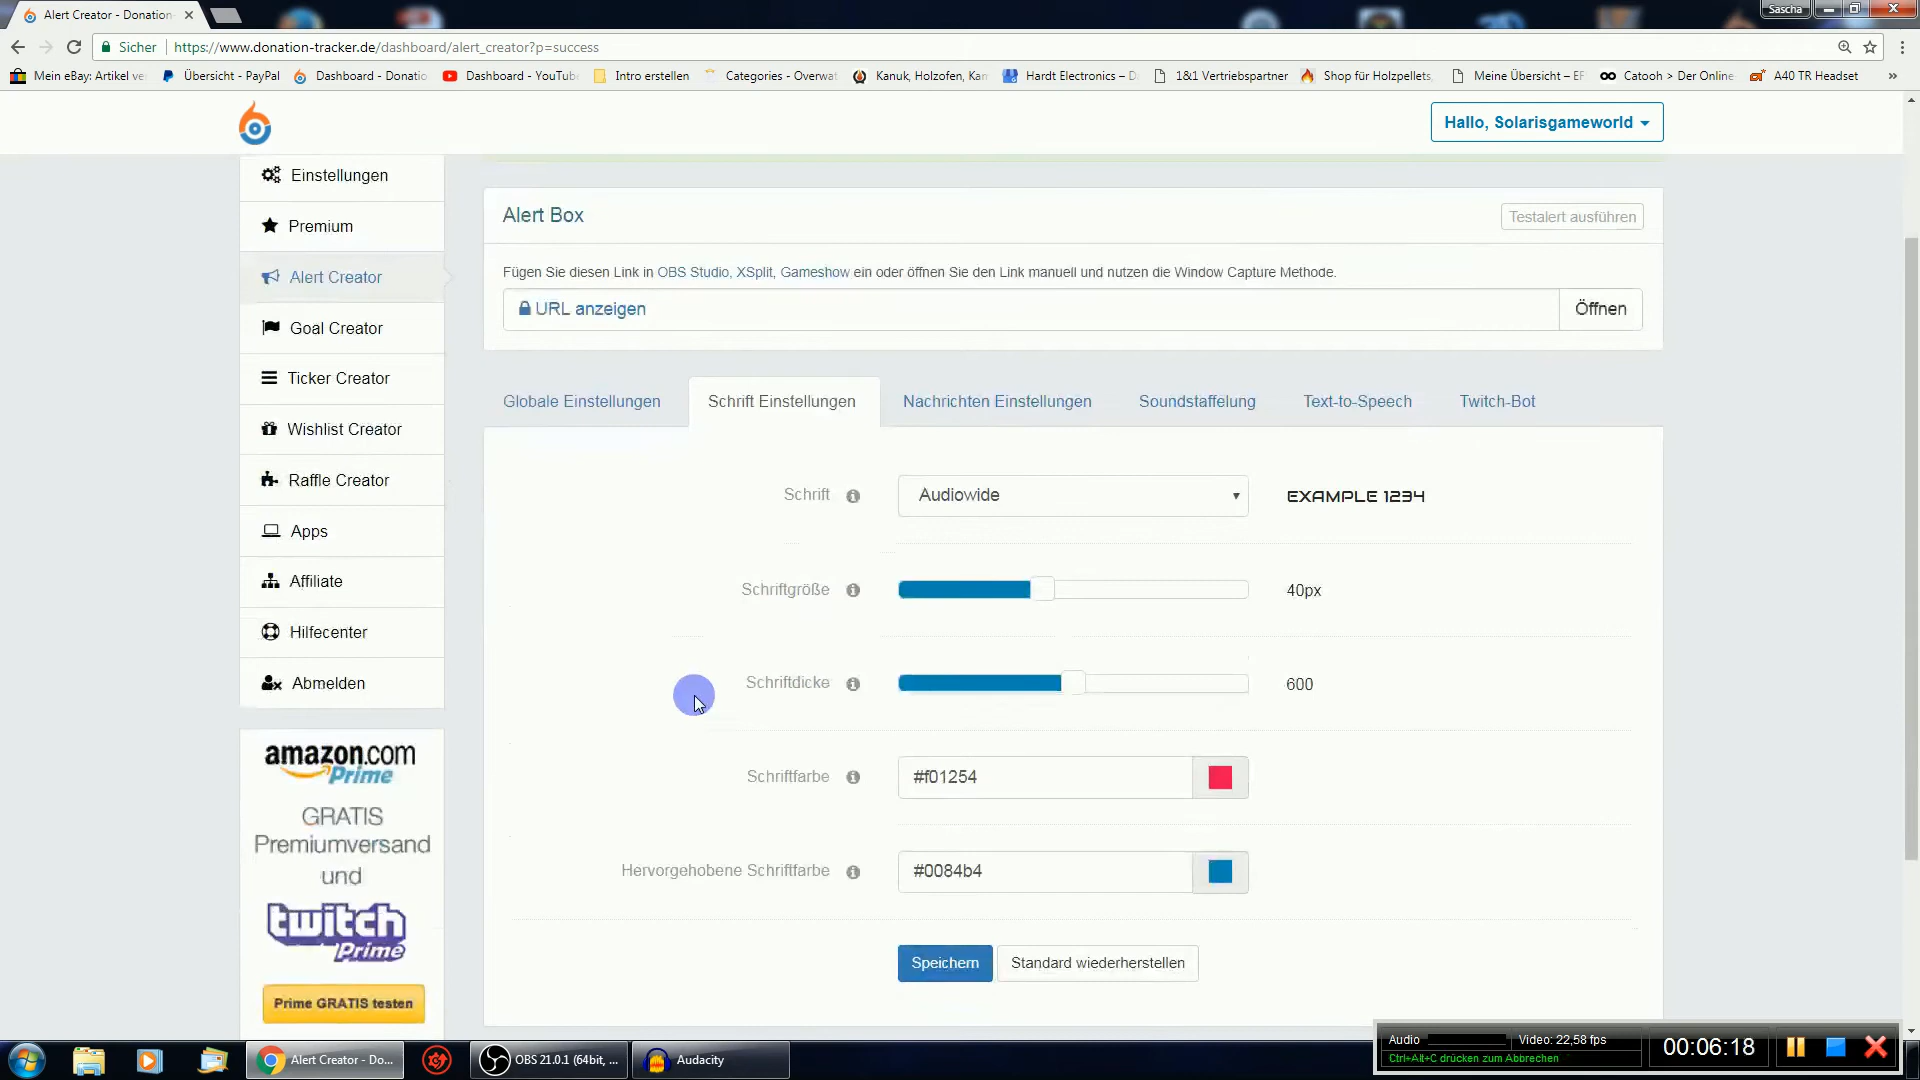 Alert Creator - Donation-
Sascha
Sicher
https://www.donation-tracker.de/dashboard/alert_creator?p=success
Mein eBay: Artikel ve
Übersicht - PayPal
Dashboard - Donatio
Dashboard - YouTube
Intro erstellen
Categories - Overwat
Kanuk, Holzofen, Kan
Hardt Electronics – D
1&1 Vertriebspartner
Shop für Holzpellets,
Meine Übersicht – EF
Catooh > Der Online
A40 TR Headset
Hallo, Solarisgameworld
Einstellungen
Premium
Alert Creator
Goal Creator
Ticker Creator
Wishlist Creator
Raffle Creator
Apps
Affiliate
Hilfecenter
Abmelden
amazon.com
Prime
GRATIS
Premiumversand
und
twitch
Prime
Prime GRATIS testen
Alert Box
Testalert ausführen
Fügen Sie diesen Link in OBS Studio, XSplit, Gameshow ein oder öffnen Sie den Link manuell und nutzen die Window Capture Methode.
URL anzeigen
Öffnen
Globale Einstellungen
Schrift Einstellungen
Nachrichten Einstellungen
Soundstaffelung
Text-to-Speech
Twitch-Bot
Schrift
Audiowide
EXAMPLE 1234
Schriftgröße
40px
Schriftdicke
600
Schriftfarbe
#f01254
Hervorgehobene Schriftfarbe
#0084b4
Speichern
Standard wiederherstellen
Alert Creator - Do...
OBS 21.0.1 (64bit, ...
Audacity
Audio
Video: 22,58 fps
Ctrl+Alt+C drücken zum Abbrechen
00:06:18